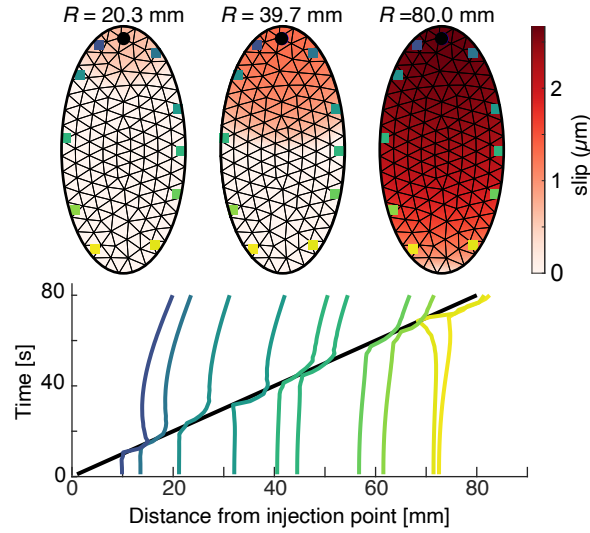 R = 20.3 mm R = 39.7 mm R =80.0 mm
2
1
0
slip (μm)
80
40
0
Time [s]
0 20 40 60 80
Distance from injection point [mm]